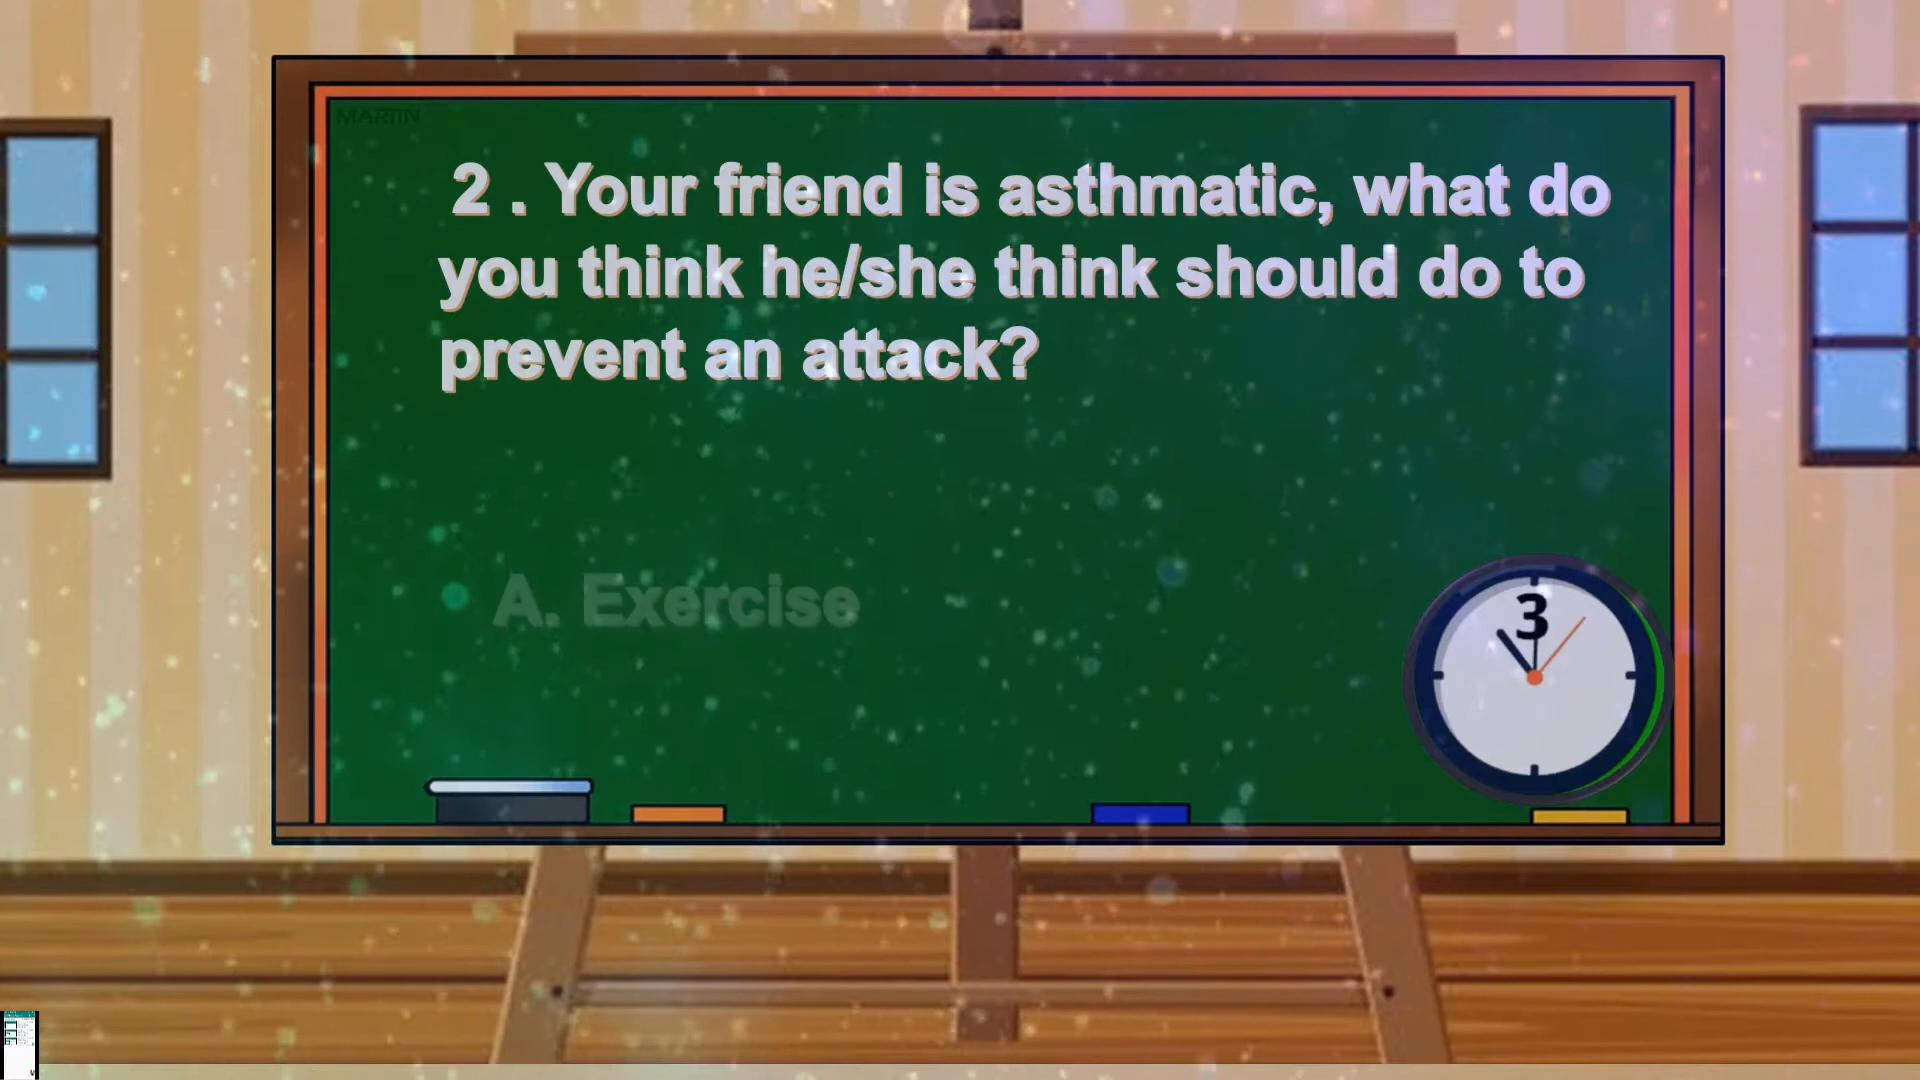 MARTIN
2 . Your friend is asthmatic, what do
you think he/she think should do to
prevent an attack?
A. Exercise
3